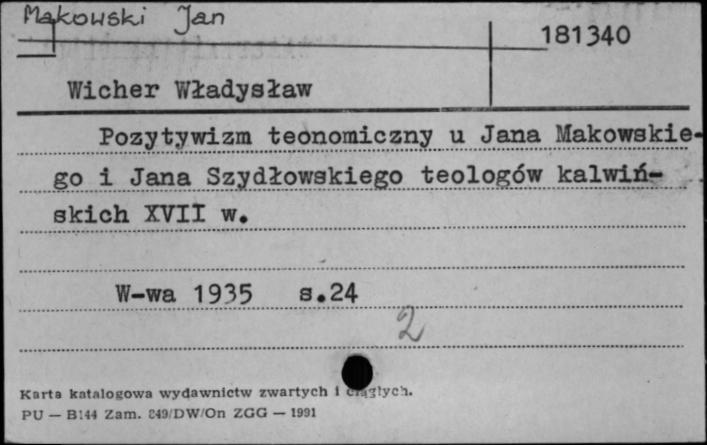 Makowski Jan
181340
Wicher Władysław
Pozytywizm teonomiczny u Jana Makowskie-
go i Jana Szydłowskiego teologów kalwiń-
skich XVII w.
W-wa 1935 s.24
2
Karta katalogowa wydawnictw zwartych i ciągłych.
PU — B144 Zam. 849/DW/On ZGG — 1991